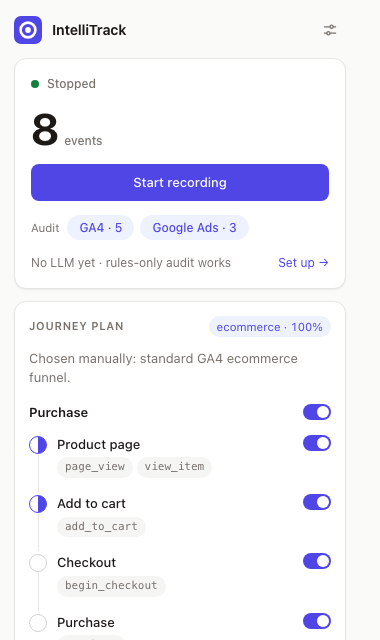 IntelliTrack
Stopped
8 events
Start recording
Audit GA4 · 5 Google Ads · 3
No LLM yet · rules-only audit works Set up →
JOURNEY PLAN ecommerce · 100%
Chosen manually: standard GA4 ecommerce
funnel.
Purchase
Product page
page_view view_item
Add to cart
add_to_cart
Checkout
begin_checkout
Purchase